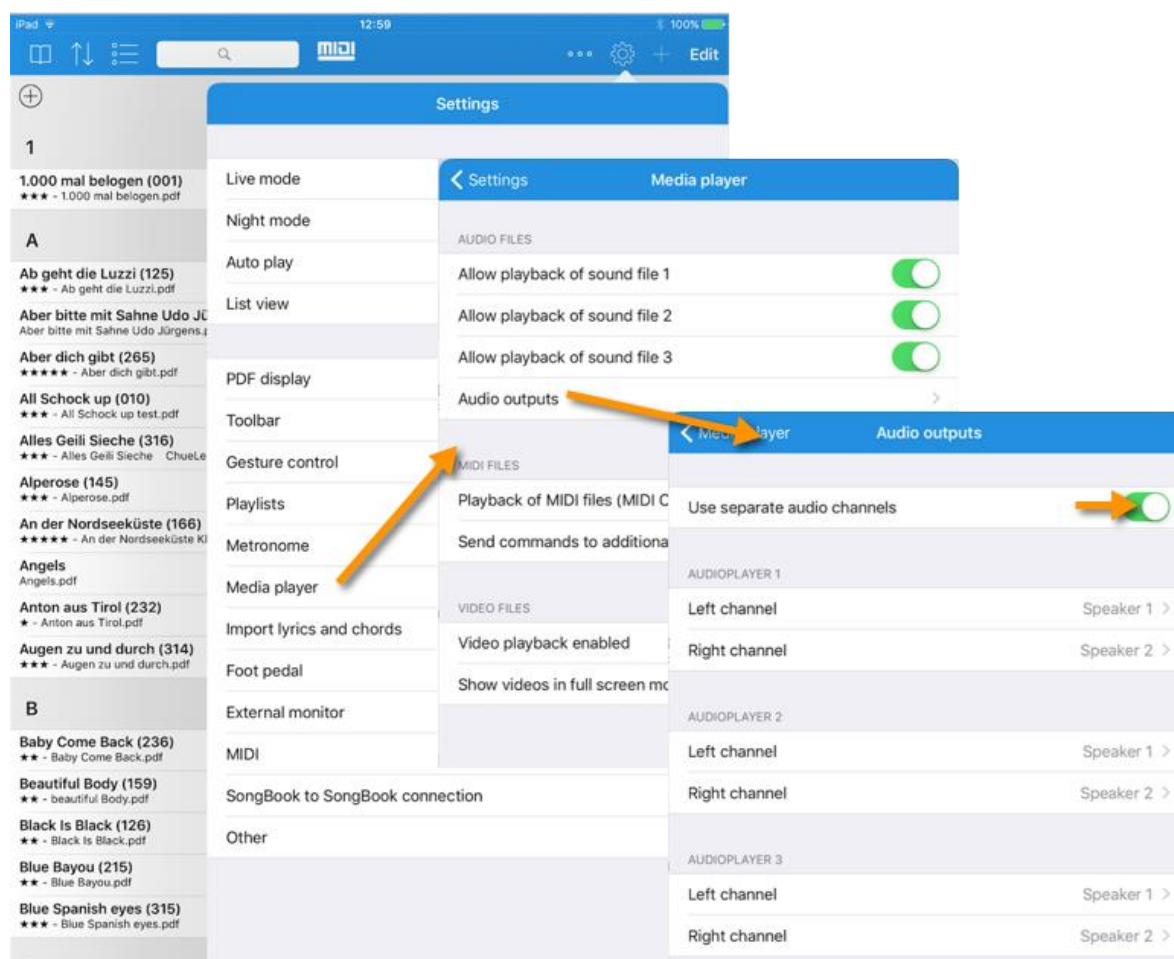 iPad
12:59
100%
MIDI
Edit
1
1.000 mal belogen (001)
★★★ - 1.000 mal belogen.pdf
A
Ab geht die Luzzi (125)
★★★ - Ab geht die Luzzi.pdf
Aber bitte mit Sahne Udo Jü
Aber bitte mit Sahne Udo Jürgens.p
Aber dich gibt (265)
★★★★★ - Aber dich gibt.pdf
All Schock up (010)
★★★ - All Schock up test.pdf
Alles Geili Sieche (316)
★★★ - Alles Geili Sieche ChueLe
Alperose (145)
★★★ - Alperose.pdf
An der Nordseeküste (166)
★★★★★ - An der Nordseeküste Kl
Angels
Angels.pdf
Anton aus Tirol (232)
★ - Anton aus Tirol.pdf
Augen zu und durch (314)
★★★ - Augen zu und durch.pdf
B
Baby Come Back (236)
★★ - Baby Come Back.pdf
Beautiful Body (159)
★★ - beautiful Body.pdf
Black Is Black (126)
★★ - Black Is Black.pdf
Blue Bayou (215)
★★ - Blue Bayou.pdf
Blue Spanish eyes (315)
★★★ - Blue Spanish eyes.pdf
Settings
Live mode
Night mode
Auto play
List view
PDF display
Toolbar
Gesture control
Playlists
Metronome
Media player
Import lyrics and chords
Foot pedal
External monitor
MIDI
SongBook to SongBook connection
Other
Settings
Media player
AUDIO FILES
Allow playback of sound file 1
Allow playback of sound file 2
Allow playback of sound file 3
Audio outputs
MIDI FILES
Playback of MIDI files (MIDI C
Send commands to additiona
VIDEO FILES
Video playback enabled
Show videos in full screen mo
Media player
Audio outputs
Use separate audio channels
AUDIOPLAYER 1
Left channel Speaker 1
Right channel Speaker 2
AUDIOPLAYER 2
Left channel Speaker 1
Right channel Speaker 2
AUDIOPLAYER 3
Left channel Speaker 1
Right channel Speaker 2